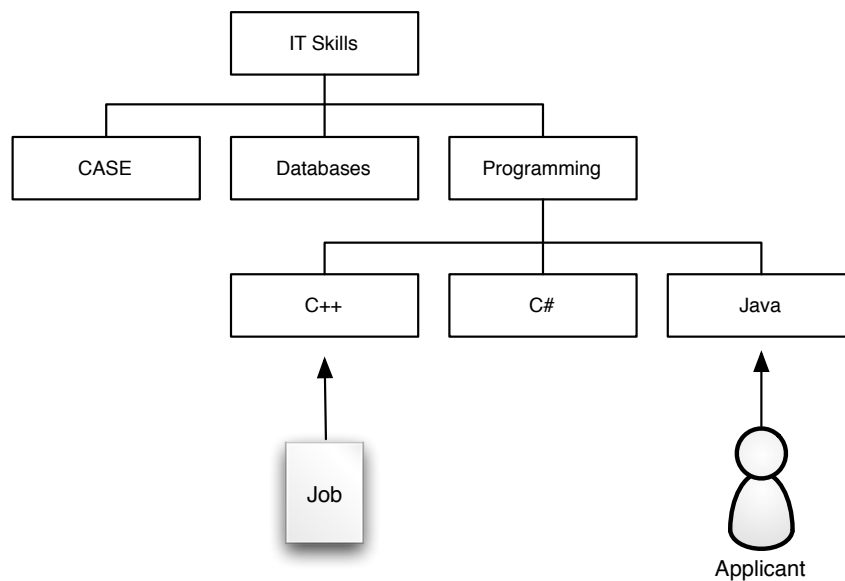 IT Skills
CASE
Databases
Programming
C++
C#
Java
Job
Applicant